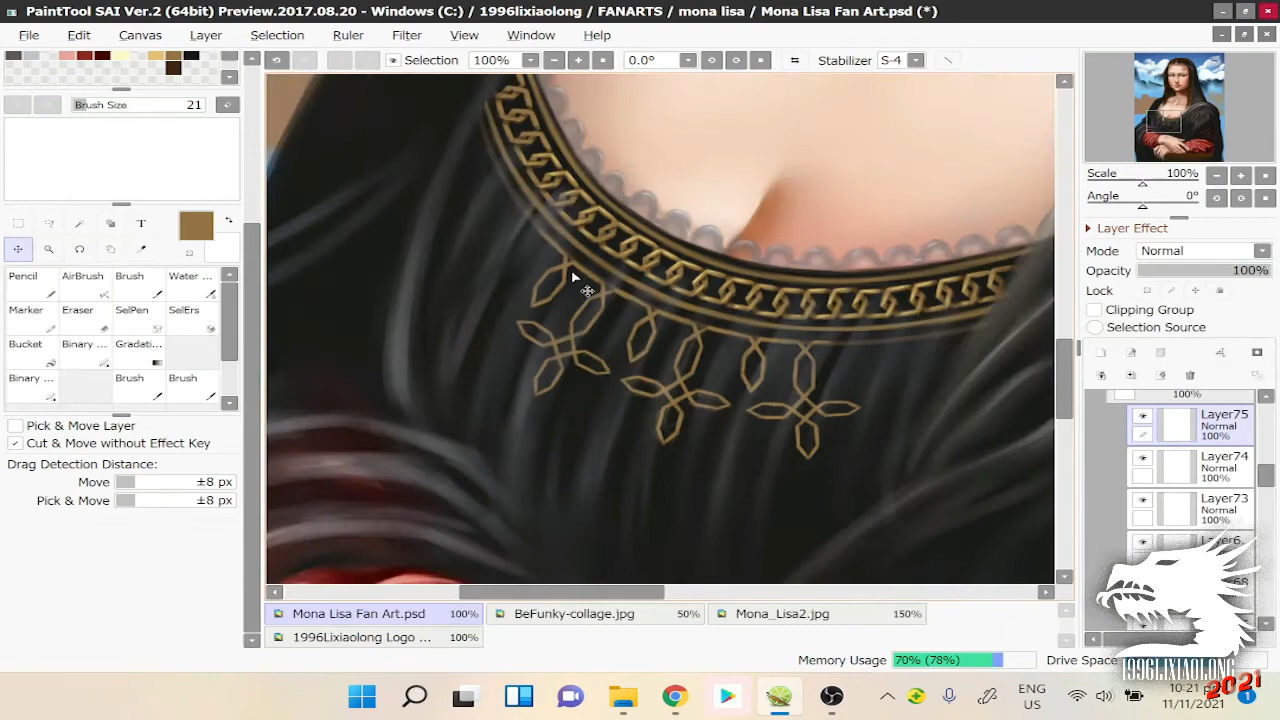 PaintTool SAI Ver.2 (64bit) Preview.2017.08.20 - Windows (C:) / 1996lixiaolong / FANARTS / mona lisa / Mona Lisa Fan Art.psd (*)
File Edit Canvas Layer Selection Ruler Filter View Window Help
Selection 100% 0.0° Stabilizer S-4
Brush Size 21
T
Pencil AirBrush Brush Water ...
Marker Eraser SelPen SelErs
Bucket Binary ... Gradati...
Binary ... Brush Brush
Pick & Move Layer
Cut & Move without Effect Key
Drag Detection Distance:
Move ±8 px
Pick & Move ±8 px
Scale 100%
Angle 0°
Layer Effect
Mode Normal
Opacity 100%
Lock
Clipping Group
Selection Source
100%
Layer75
Normal
100%
Layer74
Normal
100%
Layer73
Normal
100%
Mona Lisa Fan Art.psd 100% BeFunky-collage.jpg 50% Mona_Lisa2.jpg 150%
1996Lixiaolong Logo ... 100%
Memory Usage 70% (78%) Drive Space
1996LIXIAOLONG
2021
ENG
US
10:21
11/11/2021
1